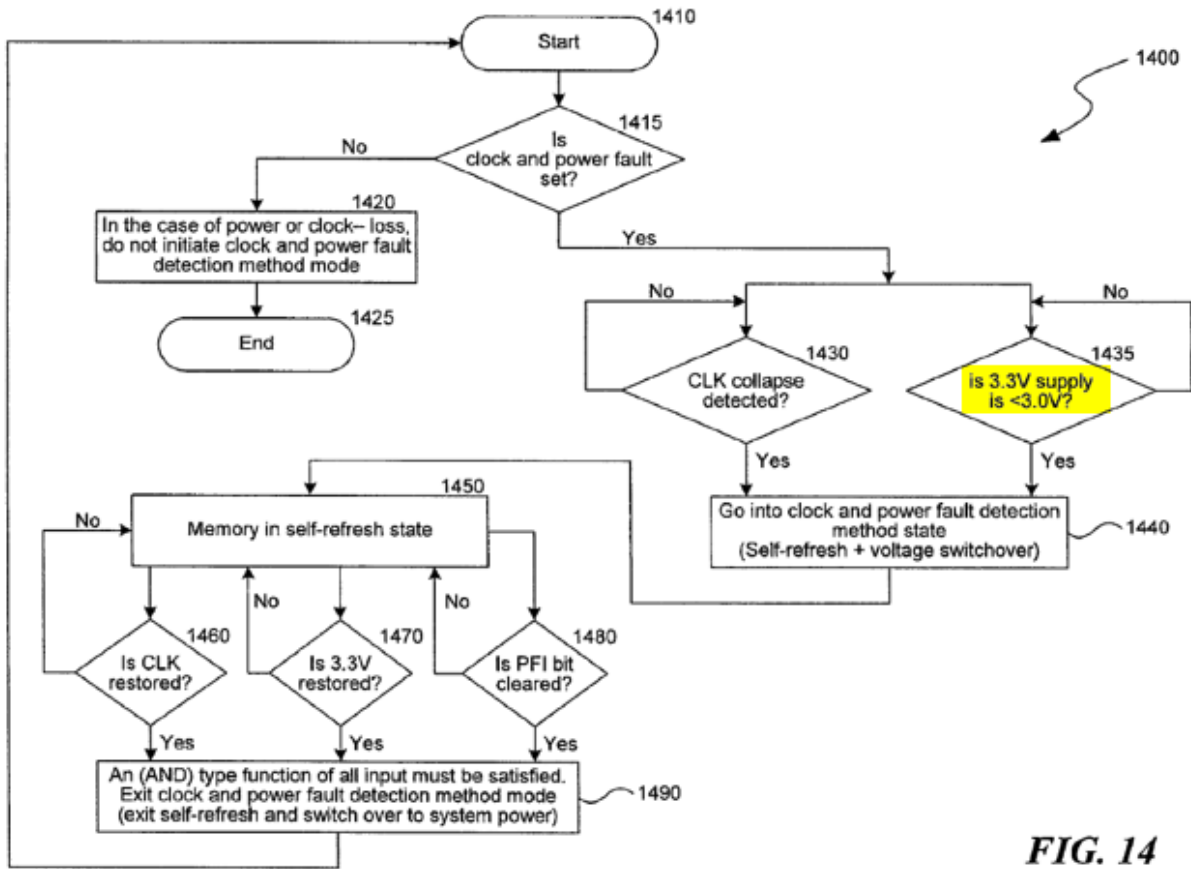 1410
Start
1400
1415
Is
clock and power fault
set?
No
1420
In the case of power or clock– loss,
do not initiate clock and power fault
detection method mode
Yes
1425
End
No
No
1430
CLK collapse
detected?
1435
is 3.3V supply
is <3.0V?
Yes
Yes
1450
Memory in self-refresh state
Go into clock and power fault detection
method state
(Self-refresh + voltage switchover)
1440
No
No
No
1460
Is CLK
restored?
1470
Is 3.3V
restored?
1480
Is PFI bit
cleared?
Yes
Yes
Yes
An (AND) type function of all input must be satisfied.
Exit clock and power fault detection method mode
(exit self-refresh and switch over to system power)
1490
FIG. 14